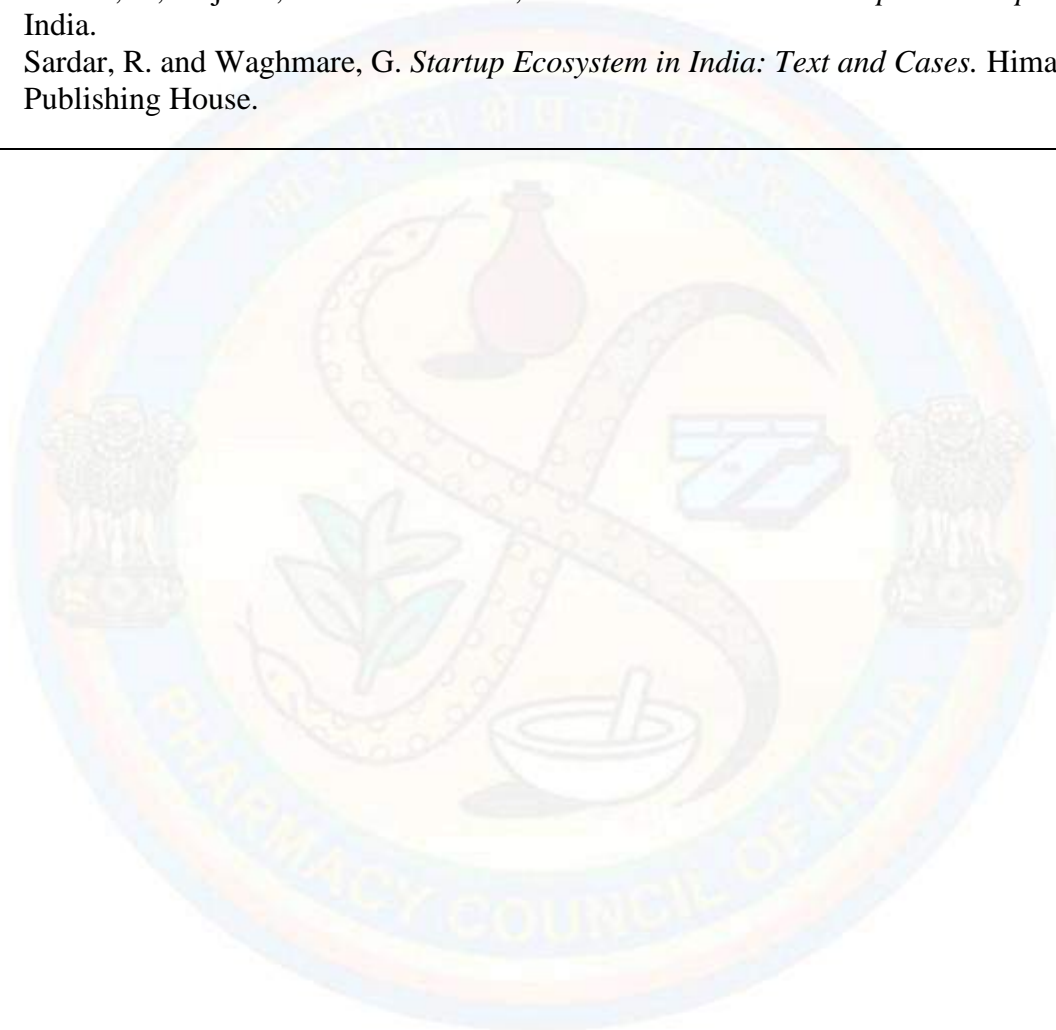 India.
Sardar, R. and Waghmare, G. Startup Ecosystem in India: Text and Cases. Hima
Publishing House.
PHARMACY COUNCIL OF INDIA